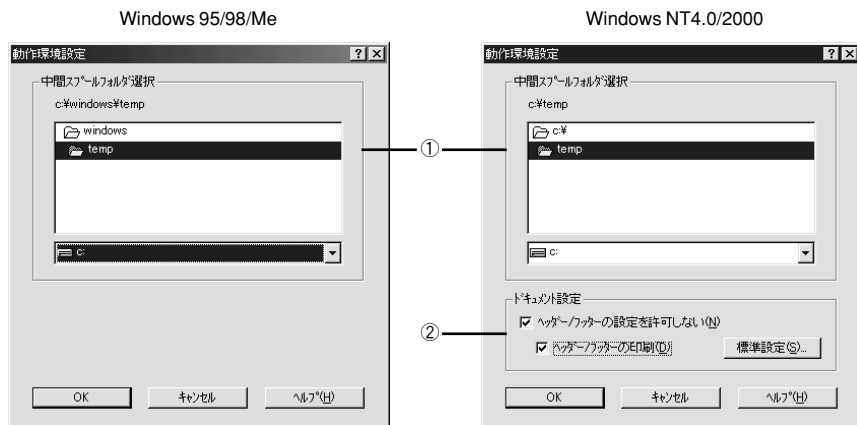 Windows 95/98/Me
動作環境設定
中間スプールフォルダ選択
c:¥windows¥temp
windows
temp
c:
OK
キャンセル
ヘルプ(H)
①
②
Windows NT4.0/2000
動作環境設定
中間スプールフォルダ選択
c:¥temp
c:¥
temp
c:
ドキュメント設定
ヘッダー/フッターの設定を許可しない(N)
ヘッダー/フッターの印刷(D)
標準設定(S)...
OK
キャンセル
ヘルプ(H)